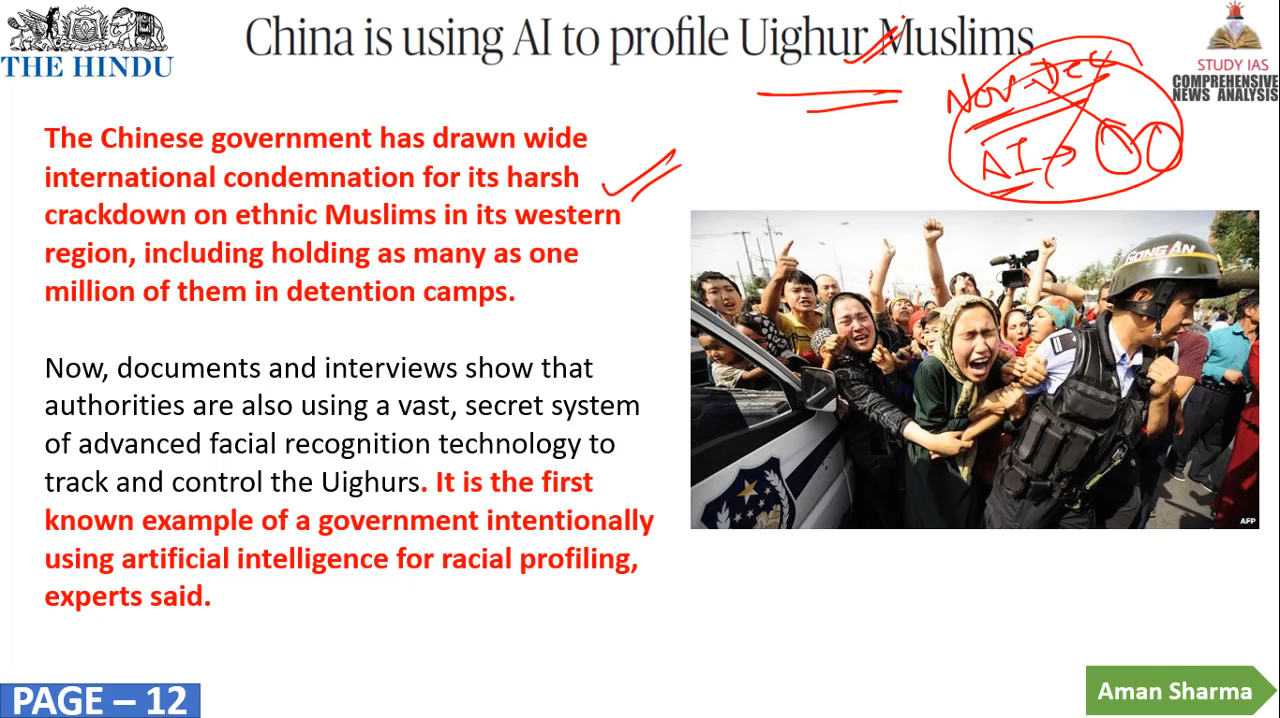 THE HINDU
China is using AI to profile Uighur Muslims
STUDY IAS
COMPREHENSIVE
NEWS ANALYSIS
Nov-Dec
AI →
The Chinese government has drawn wide
international condemnation for its harsh
crackdown on ethnic Muslims in its western
region, including holding as many as one
million of them in detention camps.
Now, documents and interviews show that
authorities are also using a vast, secret system
of advanced facial recognition technology to
track and control the Uighurs. It is the first
known example of a government intentionally
using artificial intelligence for racial profiling,
experts said.
GONG AN
AFP
PAGE – 12
Aman Sharma